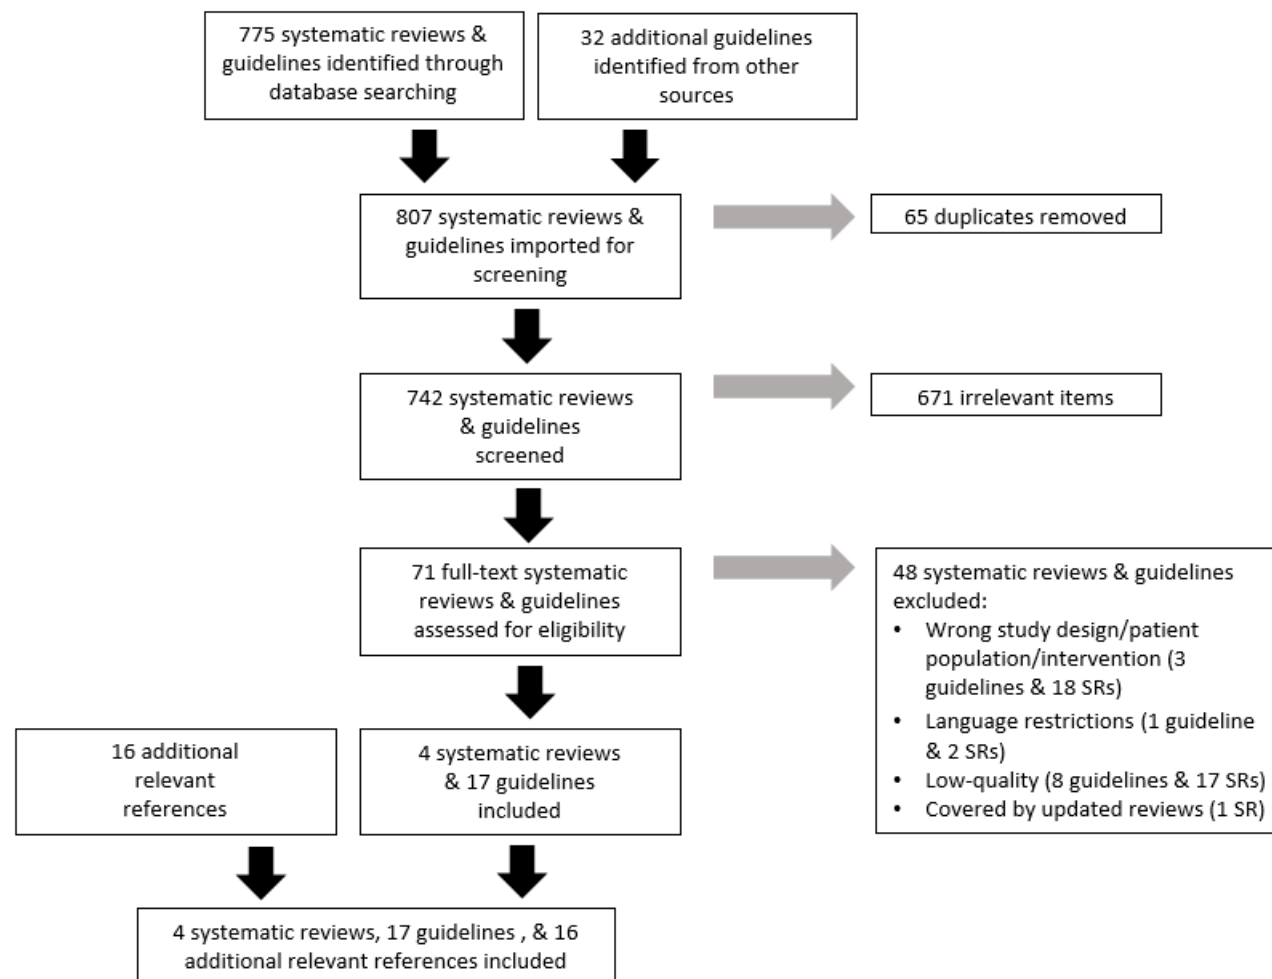 775 systematic reviews &
guidelines identified through
database searching
32 additional guidelines
identified from other
sources
807 systematic reviews &
guidelines imported for
screening
65 duplicates removed
742 systematic reviews
& guidelines
screened
671 irrelevant items
71 full-text systematic
reviews & guidelines
assessed for eligibility
48 systematic reviews & guidelines
excluded:
• Wrong study design/patient
population/intervention (3
guidelines & 18 SRs)
• Language restrictions (1 guideline
& 2 SRs)
• Low-quality (8 guidelines & 17 SRs)
• Covered by updated reviews (1 SR)
16 additional
relevant
references
4 systematic reviews
& 17 guidelines
included
4 systematic reviews, 17 guidelines , & 16
additional relevant references included